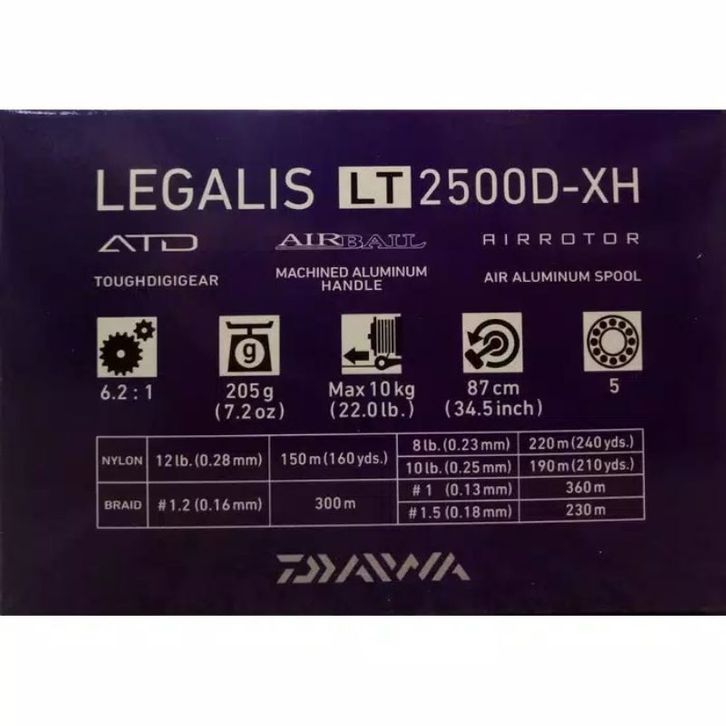 LEGALIS LT 2500D-XH
ATD AIRBAIL AIRROTOR
TOUGHDIGIGEAR MACHINED ALUMINUM HANDLE AIR ALUMINUM SPOOL
g
6.2 : 1 205g (7.2 oz) Max 10kg (22.0lb.) 87cm (34.5inch) 5
NYLON 12lb.(0.28mm) 150m(160yds.) 8lb.(0.23mm) 220m(240yds.)
10lb.(0.25mm) 190m(210yds.)
BRAID #1.2(0.16mm) 300m #1 (0.13mm) 360m
#1.5(0.18mm) 230m
DAIWA